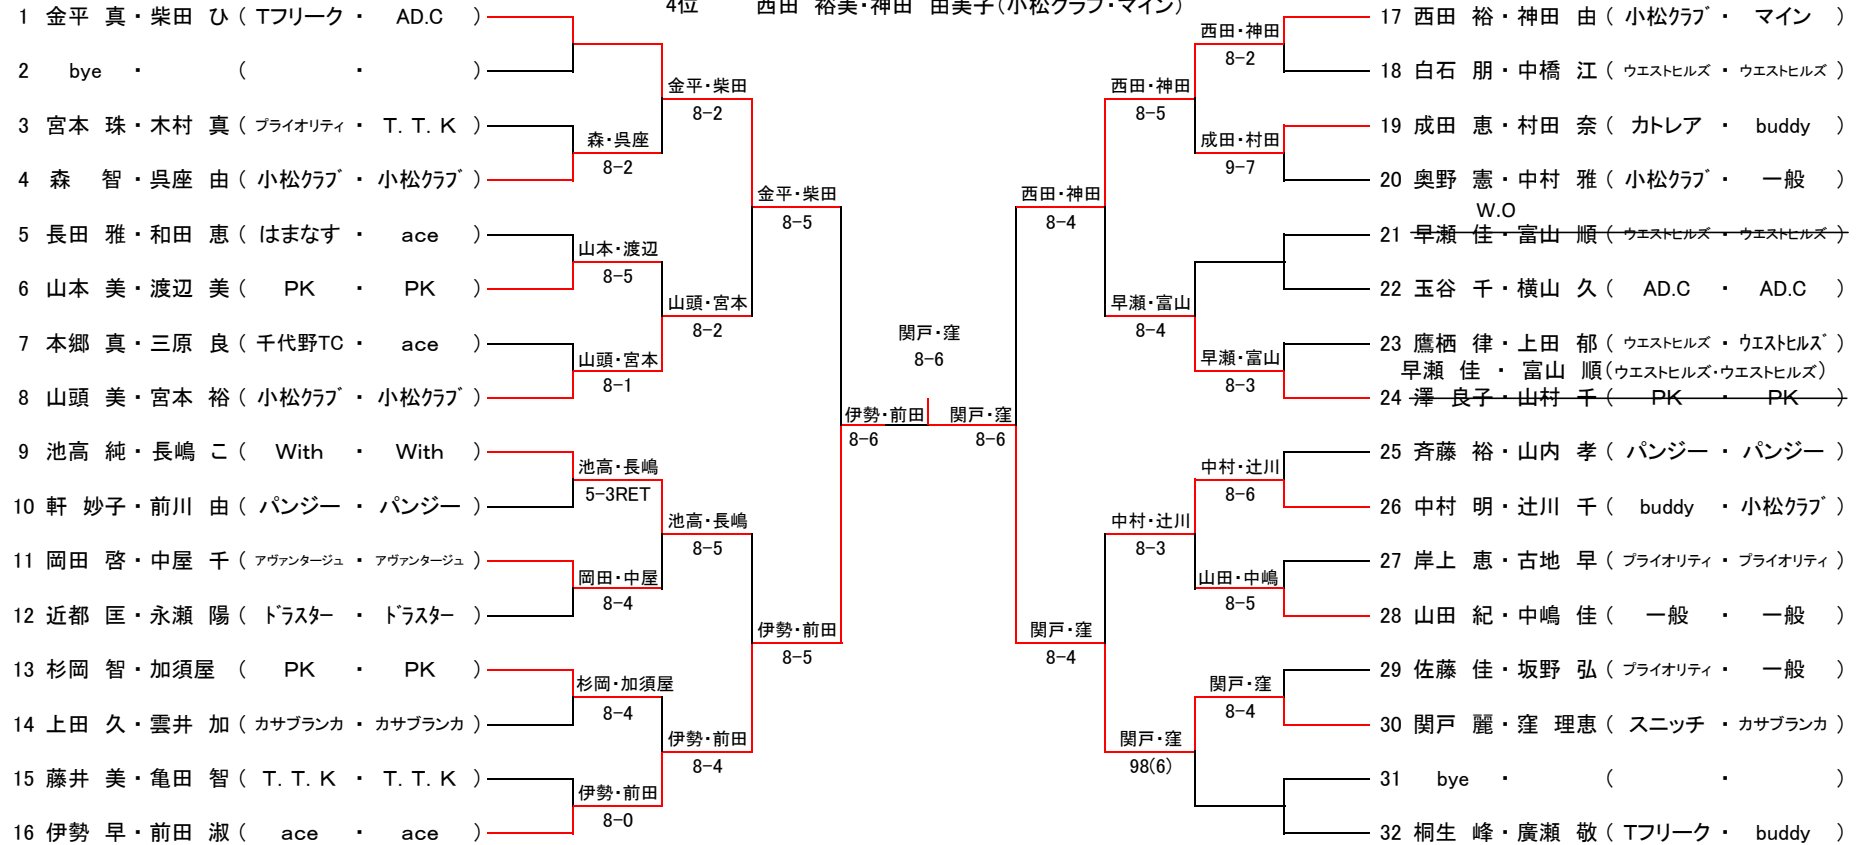 4位 西田 裕美・神田 由美子(小松クラブ・マイン)
1 金平 真・柴田 ひ ( Tフリーク ・ AD.C )
2 bye ・ ( ・ )
3 宮本 珠・木村 真 ( プライオリティ ・ T. T. K )
4 森 智・呉座 由 ( 小松クラブ ・ 小松クラブ )
5 長田 雅・和田 恵 ( はまなす ・ ace )
6 山本 美・渡辺 美 ( PK ・ PK )
7 本郷 真・三原 良 ( 千代野TC ・ ace )
8 山頭 美・宮本 裕 ( 小松クラブ ・ 小松クラブ )
9 池高 純・長嶋 こ ( With ・ With )
10 軒 妙子・前川 由 ( パンジー ・ パンジー )
11 岡田 啓・中屋 千 ( アヴァンタージュ ・ アヴァンタージュ )
12 近都 匡・永瀬 陽 ( ドラスター ・ ドラスター )
13 杉岡 智・加須屋 ( PK ・ PK )
14 上田 久・雲井 加 ( カサブランカ ・ カサブランカ )
15 藤井 美・亀田 智 ( T. T. K ・ T. T. K )
16 伊勢 早・前田 淑 ( ace ・ ace )
森・呉座
8-2
山本・渡辺
8-5
山頭・宮本
8-1
池高・長嶋
5-3RET
岡田・中屋
8-4
杉岡・加須屋
8-4
伊勢・前田
8-0
金平・柴田
8-2
山頭・宮本
8-2
池高・長嶋
8-5
伊勢・前田
8-4
金平・柴田
8-5
伊勢・前田
8-5
伊勢・前田
8-6
関戸・窪
8-6
関戸・窪
8-6
西田・神田
8-4
関戸・窪
8-4
西田・神田
8-5
早瀬・富山
8-4
中村・辻川
8-3
関戸・窪
98(6)
西田・神田
8-2
成田・村田
9-7
早瀬・富山
8-3
中村・辻川
8-6
山田・中嶋
8-5
関戸・窪
8-4
17 西田 裕・神田 由 ( 小松クラブ ・ マイン )
18 白石 朋・中橋 江 ( ウエストヒルズ ・ ウエストヒルズ )
19 成田 恵・村田 奈 ( カトレア ・ buddy )
20 奥野 憲・中村 雅 ( 小松クラブ ・ 一般 )
W.O
21 早瀬 佳・富山 順 ( ウエストヒルズ ・ ウエストヒルズ )
22 玉谷 千・横山 久 ( AD.C ・ AD.C )
23 鷹栖 律・上田 郁 ( ウエストヒルズ ・ ウエストヒルズ )
早瀬 佳 ・ 富山 順(ウエストヒルズ・ウエストヒルズ)
24 澤 良子・山村 千 ( PK ・ PK )
25 斉藤 裕・山内 孝 ( パンジー ・ パンジー )
26 中村 明・辻川 千 ( buddy ・ 小松クラブ )
27 岸上 恵・古地 早 ( プライオリティ ・ プライオリティ )
28 山田 紀・中嶋 佳 ( 一般 ・ 一般 )
29 佐藤 佳・坂野 弘 ( プライオリティ ・ 一般 )
30 関戸 麗・窪 理恵 ( スニッチ ・ カサブランカ )
31 bye ・ ( ・ )
32 桐生 峰・廣瀬 敬 ( Tフリーク ・ buddy )